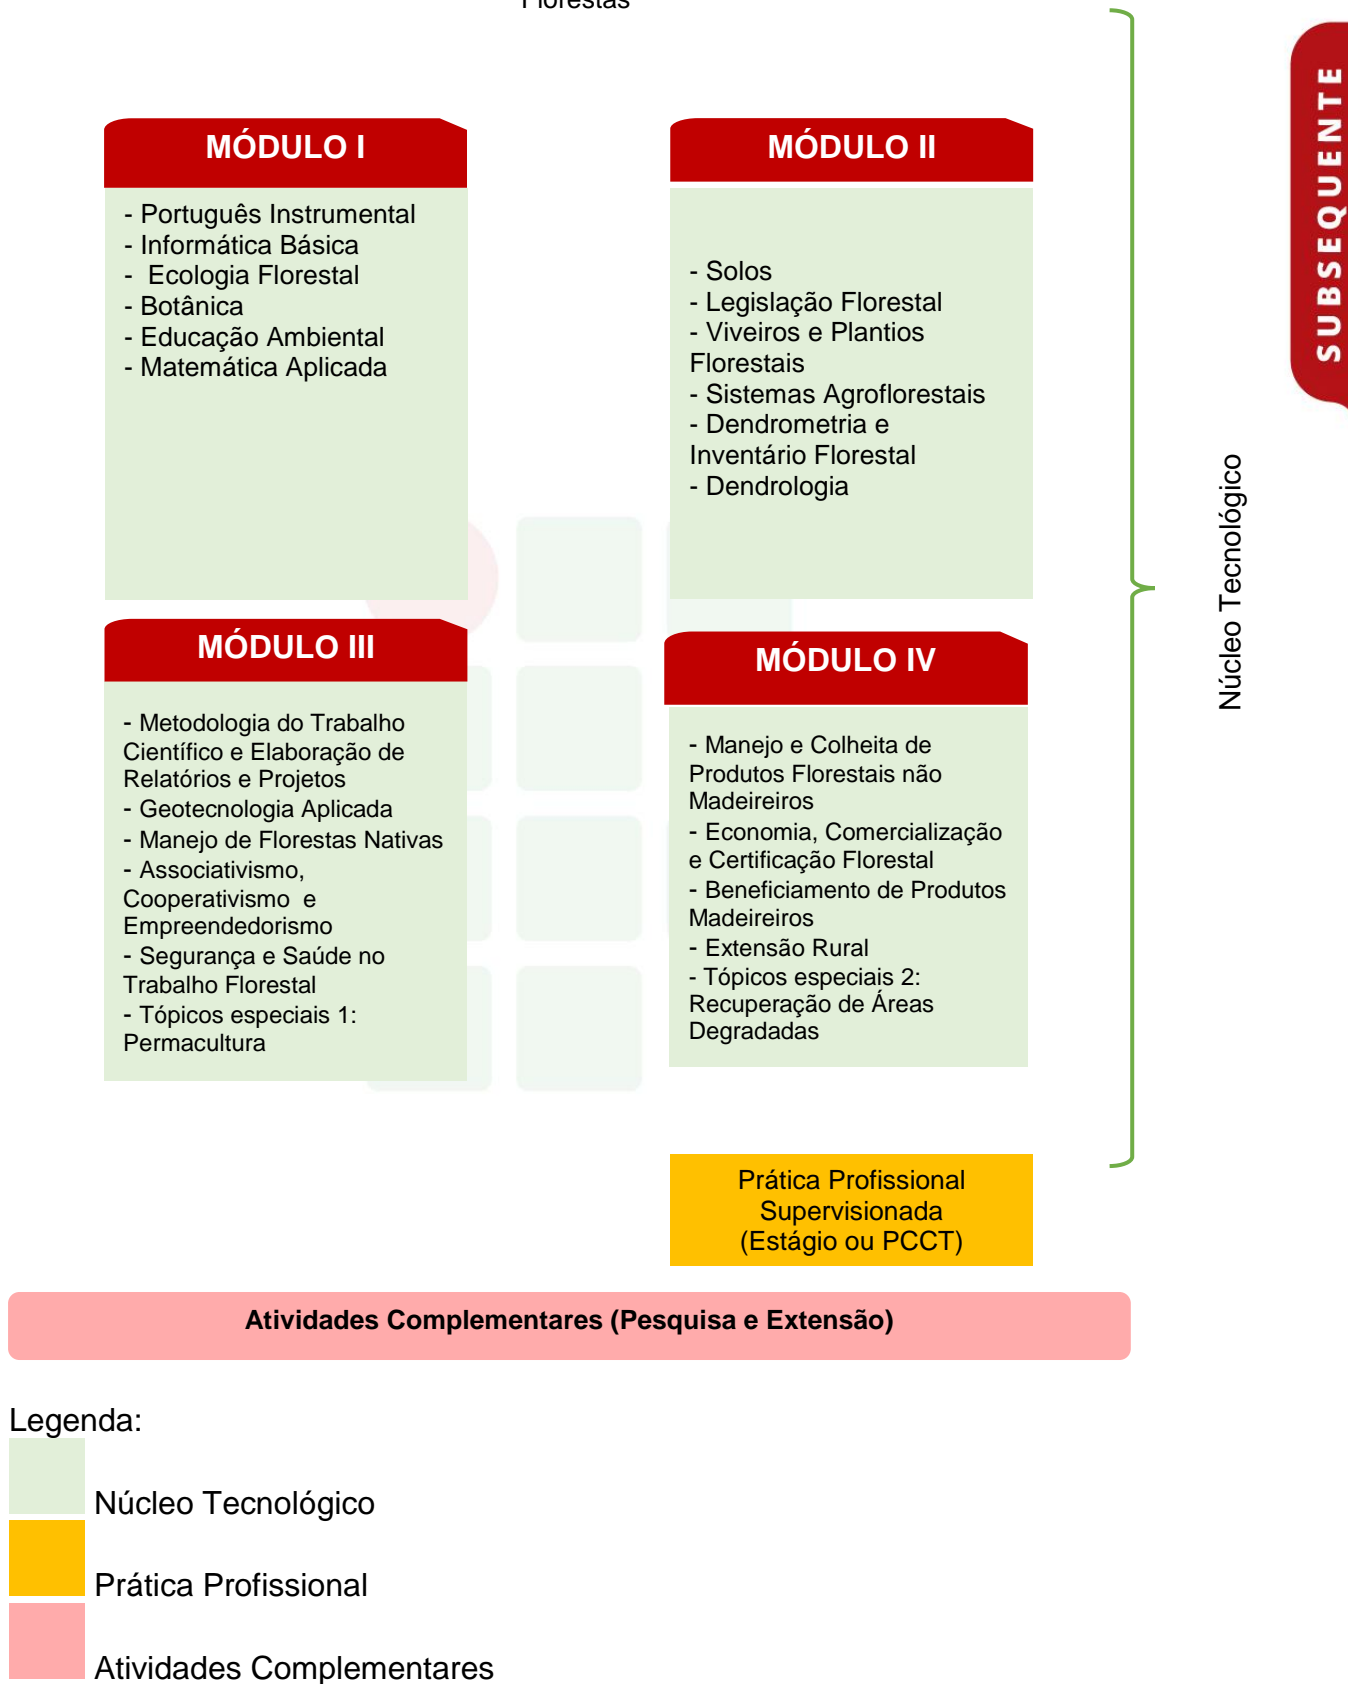 Florestas
SUBSEQUENTE
MÓDULO I
- Português Instrumental
- Informática Básica
-  Ecologia Florestal
- Botânica
- Educação Ambiental
- Matemática Aplicada
MÓDULO II
- Solos
- Legislação Florestal
- Viveiros e Plantios
Florestais
- Sistemas Agroflorestais
- Dendrometria e
Inventário Florestal
- Dendrologia
MÓDULO III
- Metodologia do Trabalho
Científico e Elaboração de
Relatórios e Projetos
- Geotecnologia Aplicada
- Manejo de Florestas Nativas
- Associativismo,
Cooperativismo  e
Empreendedorismo
- Segurança e Saúde no
Trabalho Florestal
- Tópicos especiais 1:
Permacultura
MÓDULO IV
- Manejo e Colheita de
Produtos Florestais não
Madeireiros
- Economia, Comercialização
e Certificação Florestal
- Beneficiamento de Produtos
Madeireiros
- Extensão Rural
- Tópicos especiais 2:
Recuperação de Áreas
Degradadas
Núcleo Tecnológico
Prática Profissional
Supervisionada
(Estágio ou PCCT)
Atividades Complementares (Pesquisa e Extensão)
Legenda:
Núcleo Tecnológico
Prática Profissional
Atividades Complementares